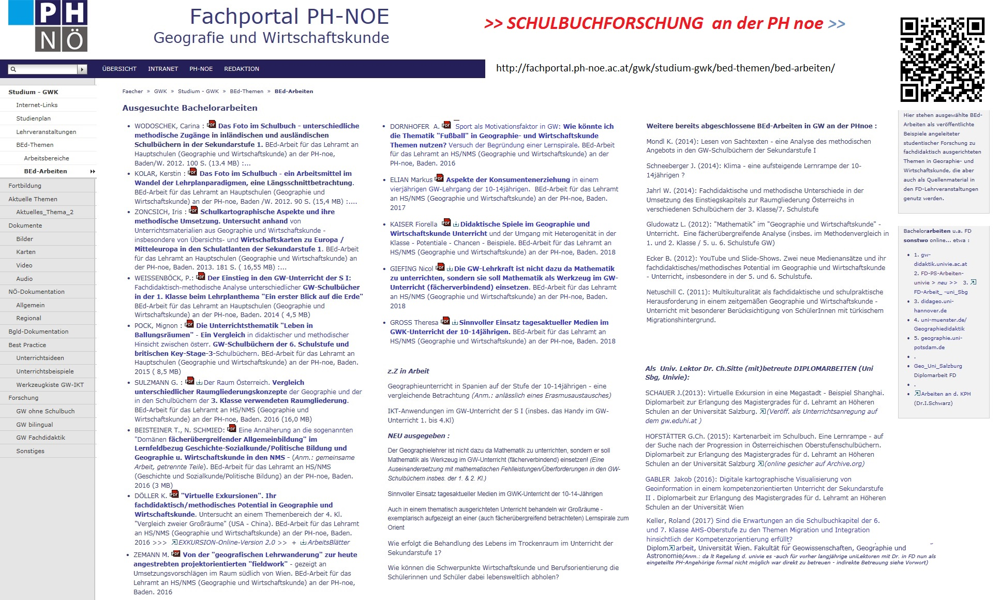 PH
NÖ
Fachportal PH-NOE
Geografie und Wirtschaftskunde
>> SCHULBUCHFORSCHUNG an der PH noe >>
ÜBERSICHT INTRANET PH-NOE REDAKTION
http://fachportal.ph-noe.ac.at/gwk/studium-gwk/bed-themen/bed-arbeiten/
Studium - GWK
Internet-Links
Studienplan
Lehrveranstaltungen
BEd-Themen
Arbeitsbereiche
BEd-Arbeiten
Fortbildung
Aktuelle Themen
Aktuelles_Thema_2
Dokumente
Bilder
Karten
Video
Audio
NÖ-Dokumentation
Allgemein
Regional
Bgld-Dokumentation
Best Practice
Unterrichtsideen
Unterrichtsbeispiele
Werkzeugkiste GW-IKT
Forschung
GW ohne Schulbuch
GW bilingual
GW Fachdidaktik
Sonstiges
Faecher » GWK » Studium - GWK » BEd-Themen » BEd-Arbeiten
Ausgesuchte Bachelorarbeiten
• WODOSCHEK, Carina : PDF Das Foto im Schulbuch - unterschiedliche
methodische Zugänge in inländischen und ausländischen
Schulbüchern in der Sekundarstufe 1. BEd-Arbeit für das Lehramt an
Hauptschulen (Geographie und Wirtschaftskunde) an der PH-noe,
Baden/W. 2012. 100 S. (13.4 MB) :...
• KOLAR, Kerstin : PDF Das Foto im Schulbuch - ein Arbeitsmittel im
Wandel der Lehrplanparadigmen, eine Längsschnittbetrachtung.
BEd-Arbeit für das Lehramt an Hauptschulen (Geographie und
Wirtschaftskunde) an der PH-noe, Baden /W. 2012. 90 S. (15,4 MB) :....
• ZONCSICH, Iris : PDF Schulkartographische Aspekte und ihre
methodische Umsetzung. Untersucht anhand von
Unterrichtsmaterialien aus Geographie und Wirtschaftskunde -
insbesondere von Übersichts- und Wirtschaftskarten zu Europa /
Mitteleuropa in den Schulatlanten der Sekundarstufe 1. BEd-Arbeit
für das Lehramt an Hauptschulen (Geographie und Wirtschaftskunde) an
der PH-noe, Baden. 2013. 181 S. ( 16,55 MB) :...
• WEISSENBÖCK, P.: PDF Der Einstieg in den GW-Unterricht der S I:
Fachdidaktisch-methodische Analyse unterschiedlicher GW-Schulbücher
in der 1. Klasse beim Lehrplanthema "Ein erster Blick auf die Erde"
BEd-Arbeit für das Lehramt an Hauptschulen (Geographie und
Wirtschaftskunde) an der PH-noe, Baden. 2014 ( 4,5 MB)
• POCK, Mignon : PDF Die Unterrichtsthematik "Leben in
Ballungsräumen" - Ein Vergleich in didaktischer und methodischer
Hinsicht zwischen österr. GW-Schulbüchern der 6. Schulstufe und
britischen Key-Stage-3-Schulbüchern. BEd-Arbeit für das Lehramt an
Hauptschulen (Geographie und Wirtschaftskunde) an der PH-noe, Baden.
2015 ( 8,5 MB)
• SULZMANN G. : PDF Der Raum Österreich. Vergleich
unterschiedlicher Raumgliederungskonzepte der Geographie und der
in den Schulbüchern der 3. Klasse verwendeten Raumgliederung.
BEd-Arbeit für das Lehramt an HS/NMS (Geographie und
Wirtschaftskunde) an der PH-noe, Baden. 2016 (16,0 MB)
• BEISTEINER T., N. SCHMIED: PDF Eine Annäherung an die sogenannten
"Domänen fächerübergreifender Allgemeinbildung" im
Lernfeldbezug Geschichte-Sozialkunde/Politische Bildung und
Geographie u. Wirtschaftskunde in den NMS - (Anm.: gemeinsame
Arbeit, getrennte Teile). BEd-Arbeit für das Lehramt an HS/NMS
(Geschichte und Sozialkunde/Politische Bildung) an der PH-noe, Baden.
2016 (3 MB)
• DÖLLER K. PDF "Virtuelle Exkursionen". Ihr
fachdidaktisch/methodisches Potential in Geographie und
Wirtschaftskunde. Untersucht an einem Themenbereich der 4. Kl.
"Vergleich zweier Großräume" (USA - China). BEd-Arbeit für das Lehramt
an HS/NMS (Geographie und Wirtschaftskunde) an der PH-noe, Baden.
2016 >>> EXKURSION-Online-Version 2.0 >> + ArbeitsBlätter
• ZEMANN M. PDF Von der "geografischen Lehrwanderung" zur heute
angestrebten projektorientierten "fieldwork" - gezeigt an
Umsetzungsvorschlägen im Raum südlich von Wien. BEd-Arbeit für das
Lehramt an HS/NMS (Geographie und Wirtschaftskunde) an der PH-noe,
Baden. 2016
• DORNHOFER A. PDF Sport als Motivationsfaktor in GW: Wie könnte ich
die Thematik "Fußball" in Geographie- und Wirtschaftskunde
Themen nutzen? Versuch der Begründung einer Lernspirale. BEd-Arbeit
für das Lehramt an HS/NMS (Geographie und Wirtschaftskunde) an der
PH-noe, Baden. 2016
• ELIAN Markus PDF Aspekte der Konsumentenerziehung in einem
vierjährigen GW-Lehrgang der 10-14jährigen. BEd-Arbeit für das Lehramt
an HS/NMS (Geographie und Wirtschaftskunde) an der PH-noe, Baden.
2017
• KAISER Fiorella PDF Didaktische Spiele im Geographie und
Wirtschaftskunde Unterricht und der Umgang mit Heterogenität in der
Klasse - Potentiale - Chancen - Beispiele. BEd-Arbeit für das Lehramt an
HS/NMS (Geographie und Wirtschaftskunde) an der PH-noe, Baden. 2018
• GIEFING Nicol PDF Die GW-Lehrkraft ist nicht dazu da Mathematik
zu unterrichten, sondern sie soll Mathematik als Werkzeug im GW-
Unterricht (fächerverbindend) einsetzen. BEd-Arbeit für das Lehramt
an HS/NMS (Geographie und Wirtschaftskunde) an der PH-noe, Baden.
2018
• GROSS Theresa PDF Sinnvoller Einsatz tagesaktueller Medien im
GWK-Unterricht der 10-14jährigen. BEd-Arbeit für das Lehramt an
HS/NMS (Geographie und Wirtschaftskunde) an der PH-noe, Baden. 2018
z.Z in Arbeit
Geographieunterricht in Spanien auf der Stufe der 10-14jährigen - eine
vergleichende Betrachtung (Anm.: anlässlich eines Erasmusaustausches)
IKT-Anwendungen im GW-Unterricht der S I (insbes. das Handy im GW-
Unterricht 1. bis 4.Kl)
NEU ausgegeben :
Der Geographielehrer ist nicht dazu da Mathematik zu unterrichten, sondern er soll
Mathematik als Werkzeug im GW-Unterricht (fächerverbindend) einsetzen! (Eine
Auseinandersetzung mit mathematischen Fehlleistungen/Überforderungen in den GW-
Schulbüchern insbes. der 1. & 2. Kl.)
Sinnvoller Einsatz tagesaktueller Medien im GWK-Unterricht der 10-14-Jährigen
Auch in einem thematisch ausgerichteten Unterricht behandeln wir Großräume -
exemplarisch aufgezeigt an einer (auch fächerübergreifend betrachteten) Lernspirale zum
Orient
Wie erfolgt die Behandlung des Lebens im Trockenraum im Unterricht der
Sekundarstufe 1?
Wie können die Schwerpunkte Wirtschaftskunde und Berufsorientierung die
Schülerinnen und Schüler dabei lebensweltlich abholen?
Weitere bereits abgeschlossene BEd-Arbeiten in GW an der PHnoe :
Mondl K. (2014): Lesen von Sachtexten - eine Analyse des methodischen
Angebots in den GW-Schulbüchern der Sekundarstufe I
Schneeberger J. (2014): Klima - eine aufsteigende Lernrampe der 10-
14jährigen ?
Jahrl W. (2014): Fachdidaktische und methodische Unterschiede in der
Umsetzung des Einstiegskapitels zur Raumgliederung Österreichs in
verschiedenen Schulbüchern der 3. Klasse/7. Schulstufe
Gludowatz L. (2012): "Mathematik" im "Geographie und Wirtschaftskunde" -
Unterricht. Eine fächerübergreifende Analyse (insbes. im Methodenvergleich in
1. und 2. Klasse / 5. u. 6. Schulstufe GW)
Ecker B. (2012): YouTube und Slide-Shows. Zwei neue Medienansätze und ihr
fachdidaktisches/methodisches Potential im Geographie und Wirtschaftskunde
- Unterricht, insbesondere in der 5. und 6. Schulstufe.
Netuschill C. (2011): Multikulturalität als fachdidaktische und schulpraktische
Herausforderung in einem zeitgemäßen Geographie und Wirtschaftskunde -
Unterricht mit besonderer Berücksichtigung von SchülerInnen mit türkischem
Migrationshintergrund.
Als Univ. Lektor Dr. Ch.Sitte (mit)betreute DIPLOMARBEITEN (Uni
Sbg, Univie):
SCHAUER J.(2013): Virtuelle Exkursion in eine Megastadt - Beispiel Shanghai.
Diplomarbeit zur Erlangung des Magistergrades für d. Lehramt an Höheren
Schulen an der Universität Salzburg. (Veröff. als Unterrichtsanregung auf
dem gw.eduhi.at )
HOFSTÄTTER G.Ch. (2015): Kartenarbeit im Schulbuch. Eine Lernrampe - auf
der Suche nach der Progression in Österreichischen Oberstufenschulbüchern.
Diplomarbeit zur Erlangung des Magistergrades für d. Lehramt an Höheren
Schulen an der Universität Salzburg (online gesicher auf Archive.org)
GABLER Jakob (2016): Digitale kartographische Visualisierung von
Geoinformation in einem kompetenzorientierten Unterricht der Sekundarstufe
II . Diplomarbeit zur Erlangung des Magistergrades für d. Lehramt an Höheren
Schulen an der Universität Wien
Keller, Roland (2017) Sind die Erwartungen an die Schulbuchkapitel der 6.
und 7. Klasse AHS-Oberstufe zu den Themen Migration und Integration
hinsichtlich der Kompetenzorientierung erfüllt?
Diplomarbeit, Universität Wien. Fakultät für Geowissenschaften, Geographie und
Astronomie(Anm.: da lt Regelung d. univie es -auch für vorher langjährige uniLektoren mit Dr. in FD nun als
eingeteilte PH-Angehörige formal nicht möglich war direkt zu betreuen - indirekte Betreuung siehe Vorwort)
Hier stehen ausgewählte BEd-
Arbeiten als veröffentlichte
Beispiele angeleiteter
studentischer Forschung zu
fachdidaktisch ausgerichteten
Themen in Georaphie- und
Wirtschaftskunde, die aber
auch als Quellenmaterial in
den FD-Lehrveranstaltungen
genutz werden.
Bachelorarbeiten u.a. FD
sonstwo online... etwa :
• 1. gw-
didaktik.univie.ac.at
2. FD-PS-Arbeiten-
univie > neu >> 3.
FD-Arbeit_ -uni_Sbg
• 3. didageo.uni-
hannover.de
• 4. uni-muenster.de/
Geographiedidaktik
• 5. geographie.uni-
potsdam.de
• .
• Geo_Uni_Salzburg
Diplomarbeit FD
• .
• Arbeiten an d. KPH
(Dr.I.Schwarz)